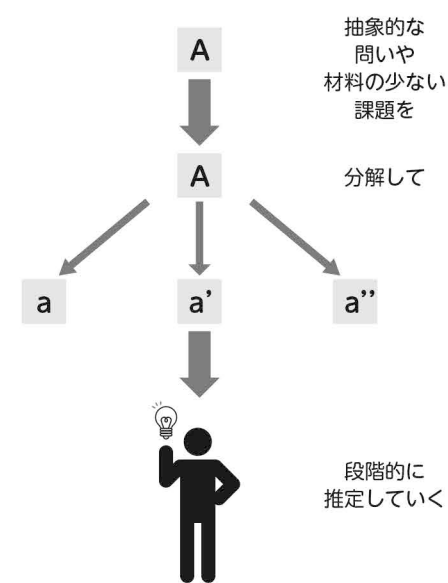 A
抽象的な
問いや
材料の少ない
課題を
A
分解して
a
a’
a’’
段階的に
推定していく